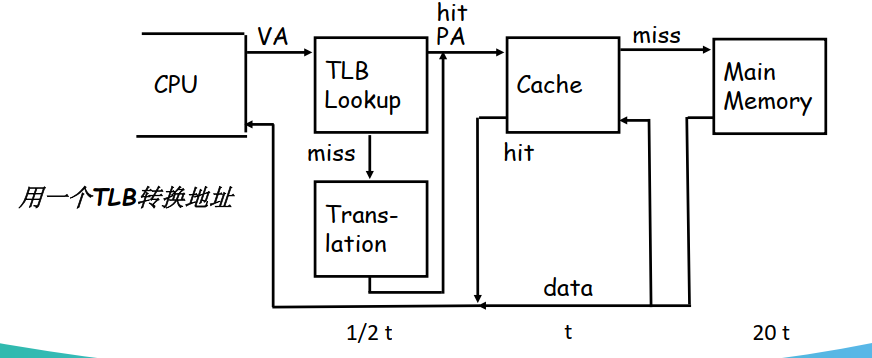 hit
VA
PA
miss
CPU
TLB
Lookup
Cache
Main
Memory
miss
hit
用一个TLB转换地址
Trans-
lation
data
1/2 t
t
20 t